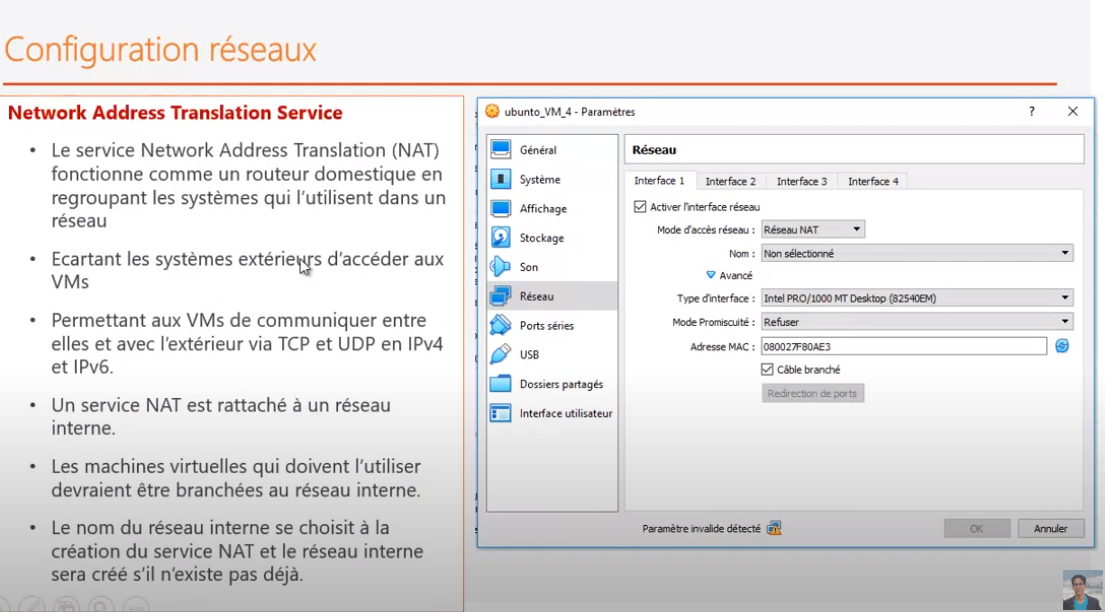 Configuration réseaux
Network Address Translation Service
• Le service Network Address Translation (NAT)
fonctionne comme un routeur domestique en
regroupant les systèmes qui l'utilisent dans un
réseau
• Ecartant les systèmes extérieurs d'accéder aux
VMs
• Permettant aux VMs de communiquer entre
elles et avec l'extérieur via TCP et UDP en IPv4
et IPv6.
• Un service NAT est rattaché à un réseau
interne.
• Les machines virtuelles qui doivent l'utiliser
devraient être branchées au réseau interne.
• Le nom du réseau interne se choisit à la
création du service NAT et le réseau interne
sera créé s'il n'existe pas déjà.
ubunto_VM_4 - Paramètres
? ×
Général
Système
Affichage
Stockage
Son
Réseau
Ports séries
USB
Dossiers partagés
Interface utilisateur
Réseau
Interface 1 Interface 2 Interface 3 Interface 4
Activer l'interface réseau
Mode d'accès réseau : Réseau NAT
Nom : Non sélectionné
Avancé
Type d'interface : Intel PRO/1000 MT Desktop (82540EM)
Mode Promiscuité : Refuser
Adresse MAC : 080027F80AE3
Câble branché
Redirection de ports
Paramètre invalide détecté
OK Annuler